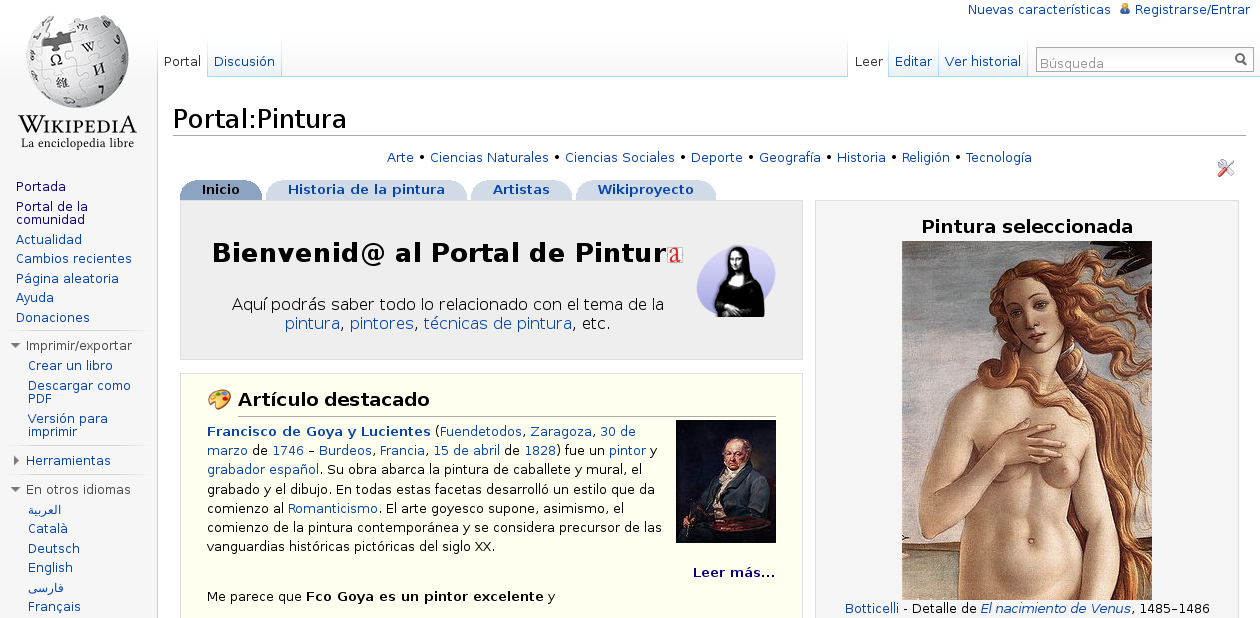 Nuevas características Registrarse/Entrar
WIKIPEDIA
La enciclopedia libre
Portal Discusión Leer Editar Ver historial Búsqueda
Portal:Pintura
Arte • Ciencias Naturales • Ciencias Sociales • Deporte • Geografía • Historia • Religión • Tecnología
Inicio Historia de la pintura Artistas Wikiproyecto
Portada
Portal de la
comunidad
Actualidad
Cambios recientes
Página aleatoria
Ayuda
Donaciones
Imprimir/exportar
Crear un libro
Descargar como
PDF
Versión para
imprimir
Herramientas
En otros idiomas
العربية
Català
Deutsch
English
فارسی
Français
Bienvenid@ al Portal de Pintura
Aquí podrás saber todo lo relacionado con el tema de la
pintura, pintores, técnicas de pintura, etc.
Artículo destacado
Francisco de Goya y Lucientes (Fuendetodos, Zaragoza, 30 de
marzo de 1746 – Burdeos, Francia, 15 de abril de 1828) fue un pintor y
grabador español. Su obra abarca la pintura de caballete y mural, el
grabado y el dibujo. En todas estas facetas desarrolló un estilo que da
comienzo al Romanticismo. El arte goyesco supone, asimismo, el
comienzo de la pintura contemporánea y se considera precursor de las
vanguardias históricas pictóricas del siglo XX.
Leer más...
Me parece que Fco Goya es un pintor excelente y
Pintura seleccionada
Botticelli - Detalle de El nacimiento de Venus, 1485–1486